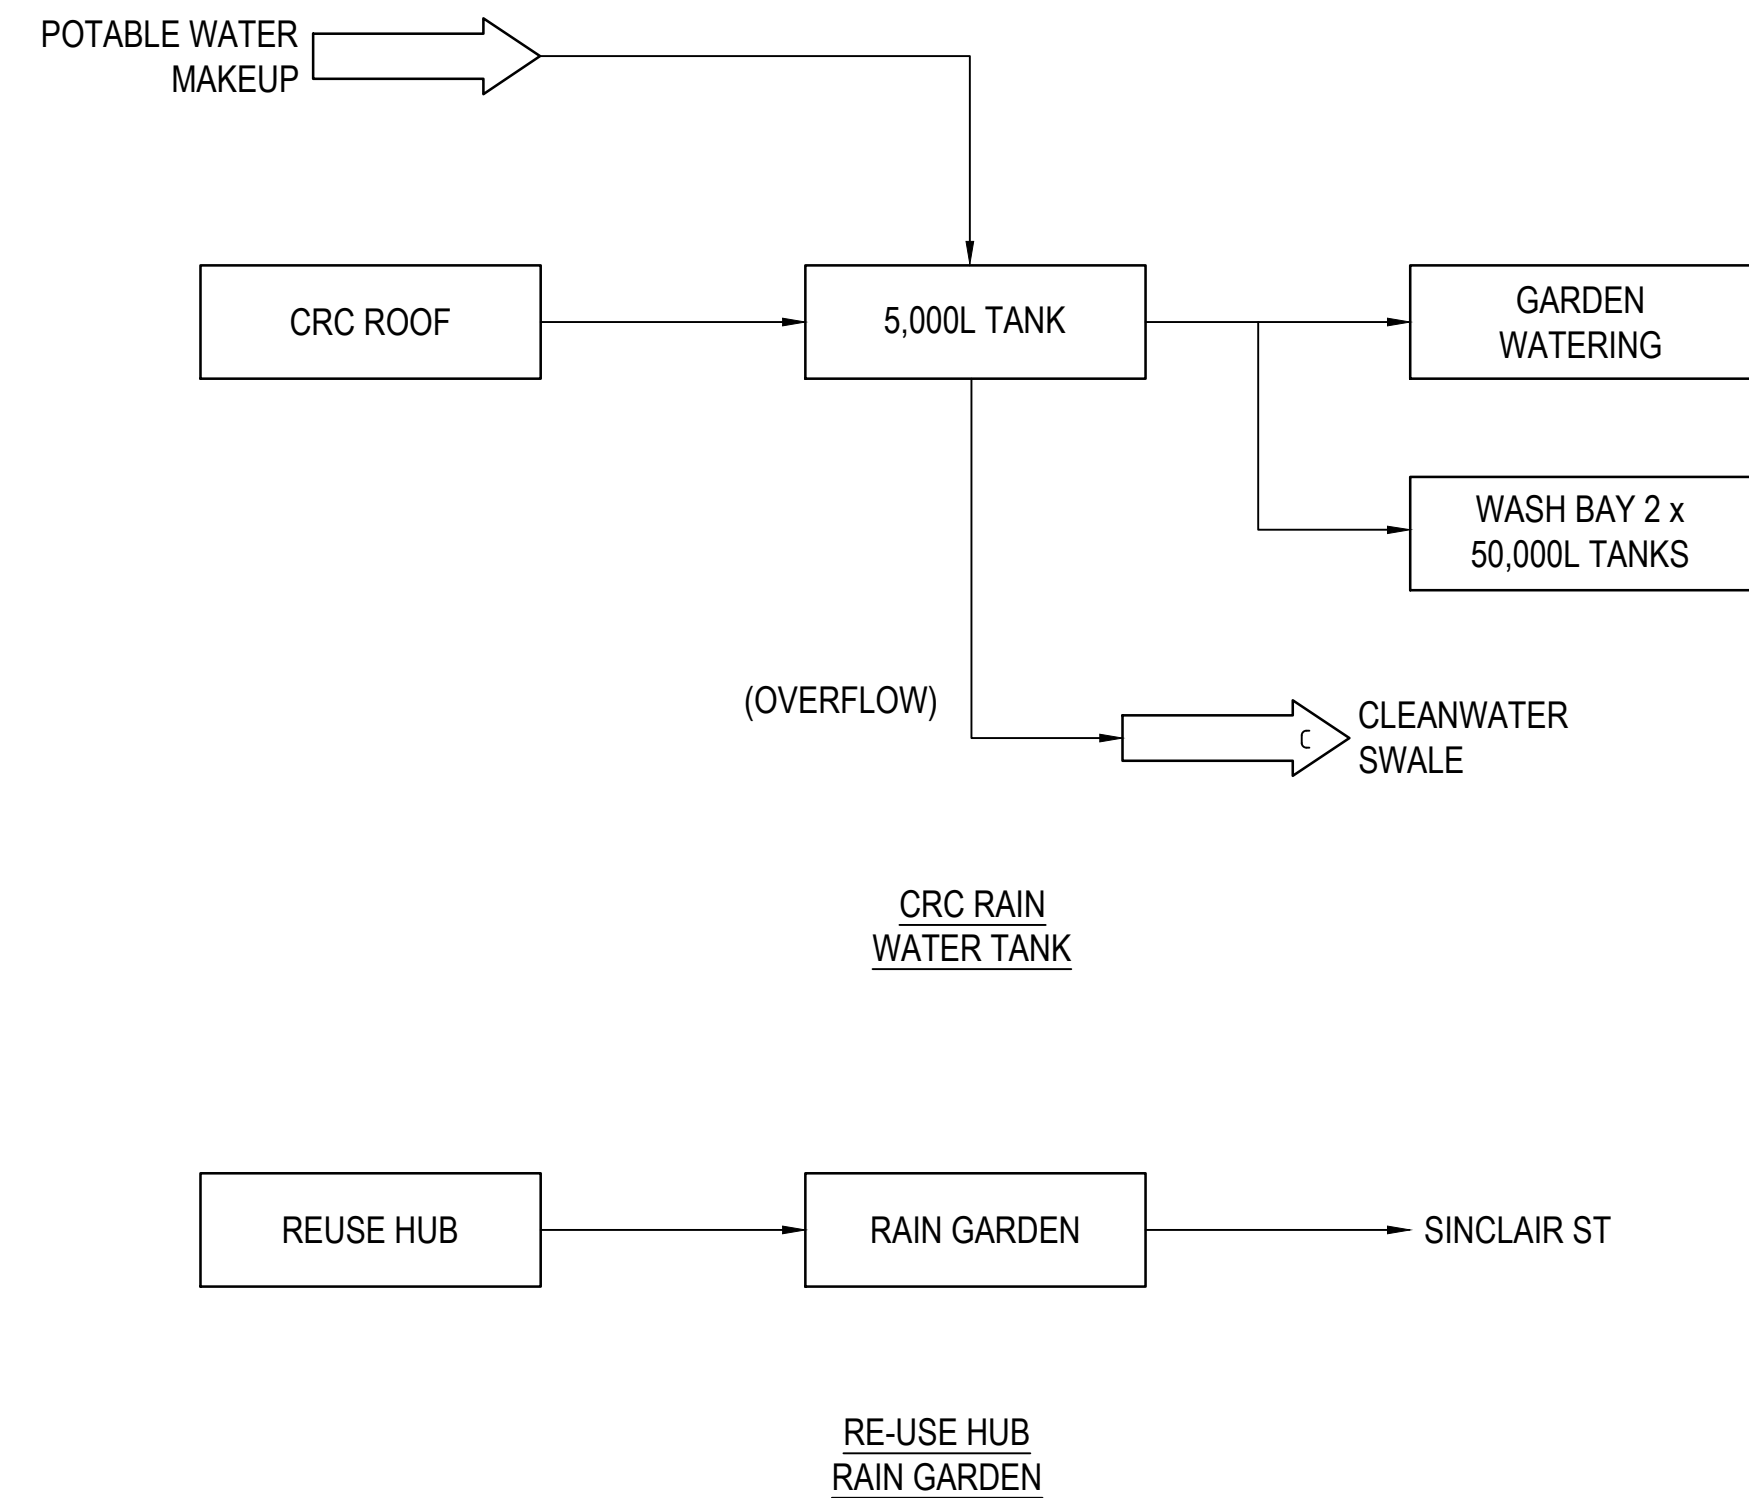 POTABLE WATER
MAKEUP
CRC ROOF
5,000L TANK
GARDEN
WATERING
WASH BAY 2 x
50,000L TANKS
(OVERFLOW)
C
CLEANWATER
SWALE
CRC RAIN
WATER TANK
REUSE HUB
RAIN GARDEN
SINCLAIR ST
RE-USE HUB
RAIN GARDEN